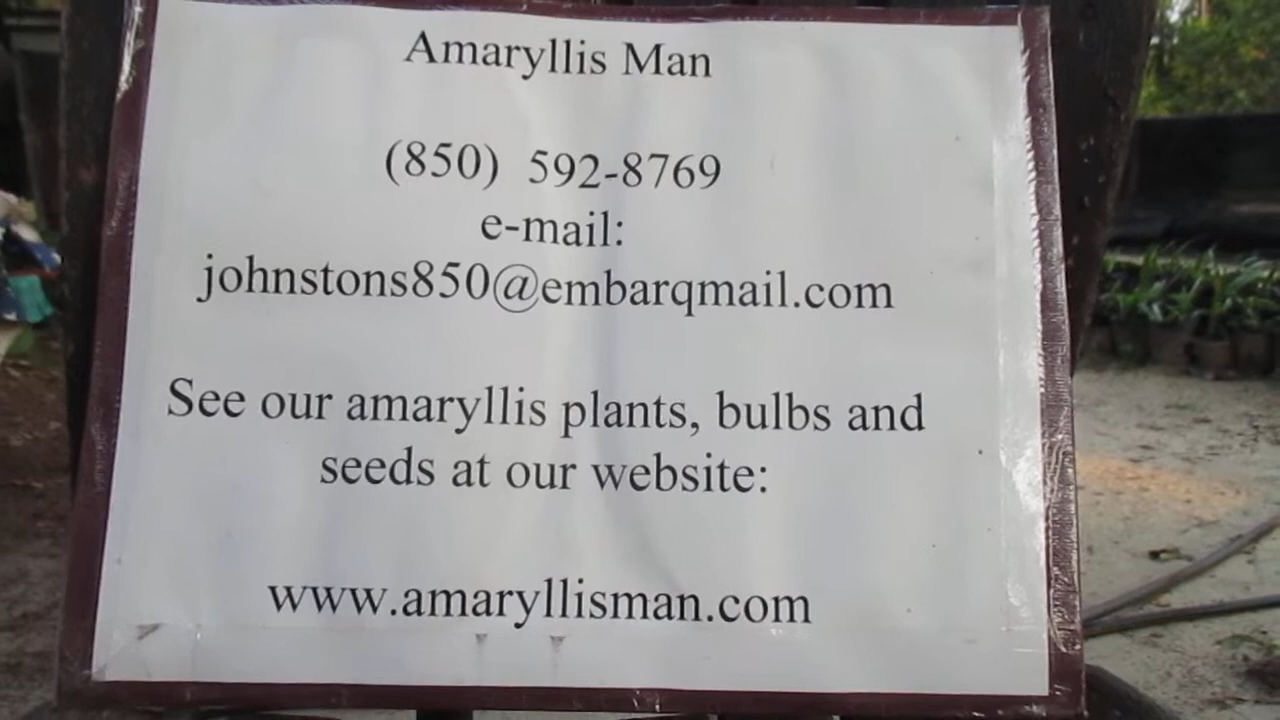 Amaryllis Man
(850) 592-8769
e-mail:
johnstons850@embarqmail.com
See our amaryllis plants, bulbs and
seeds at our website:
www.amaryllisman.com